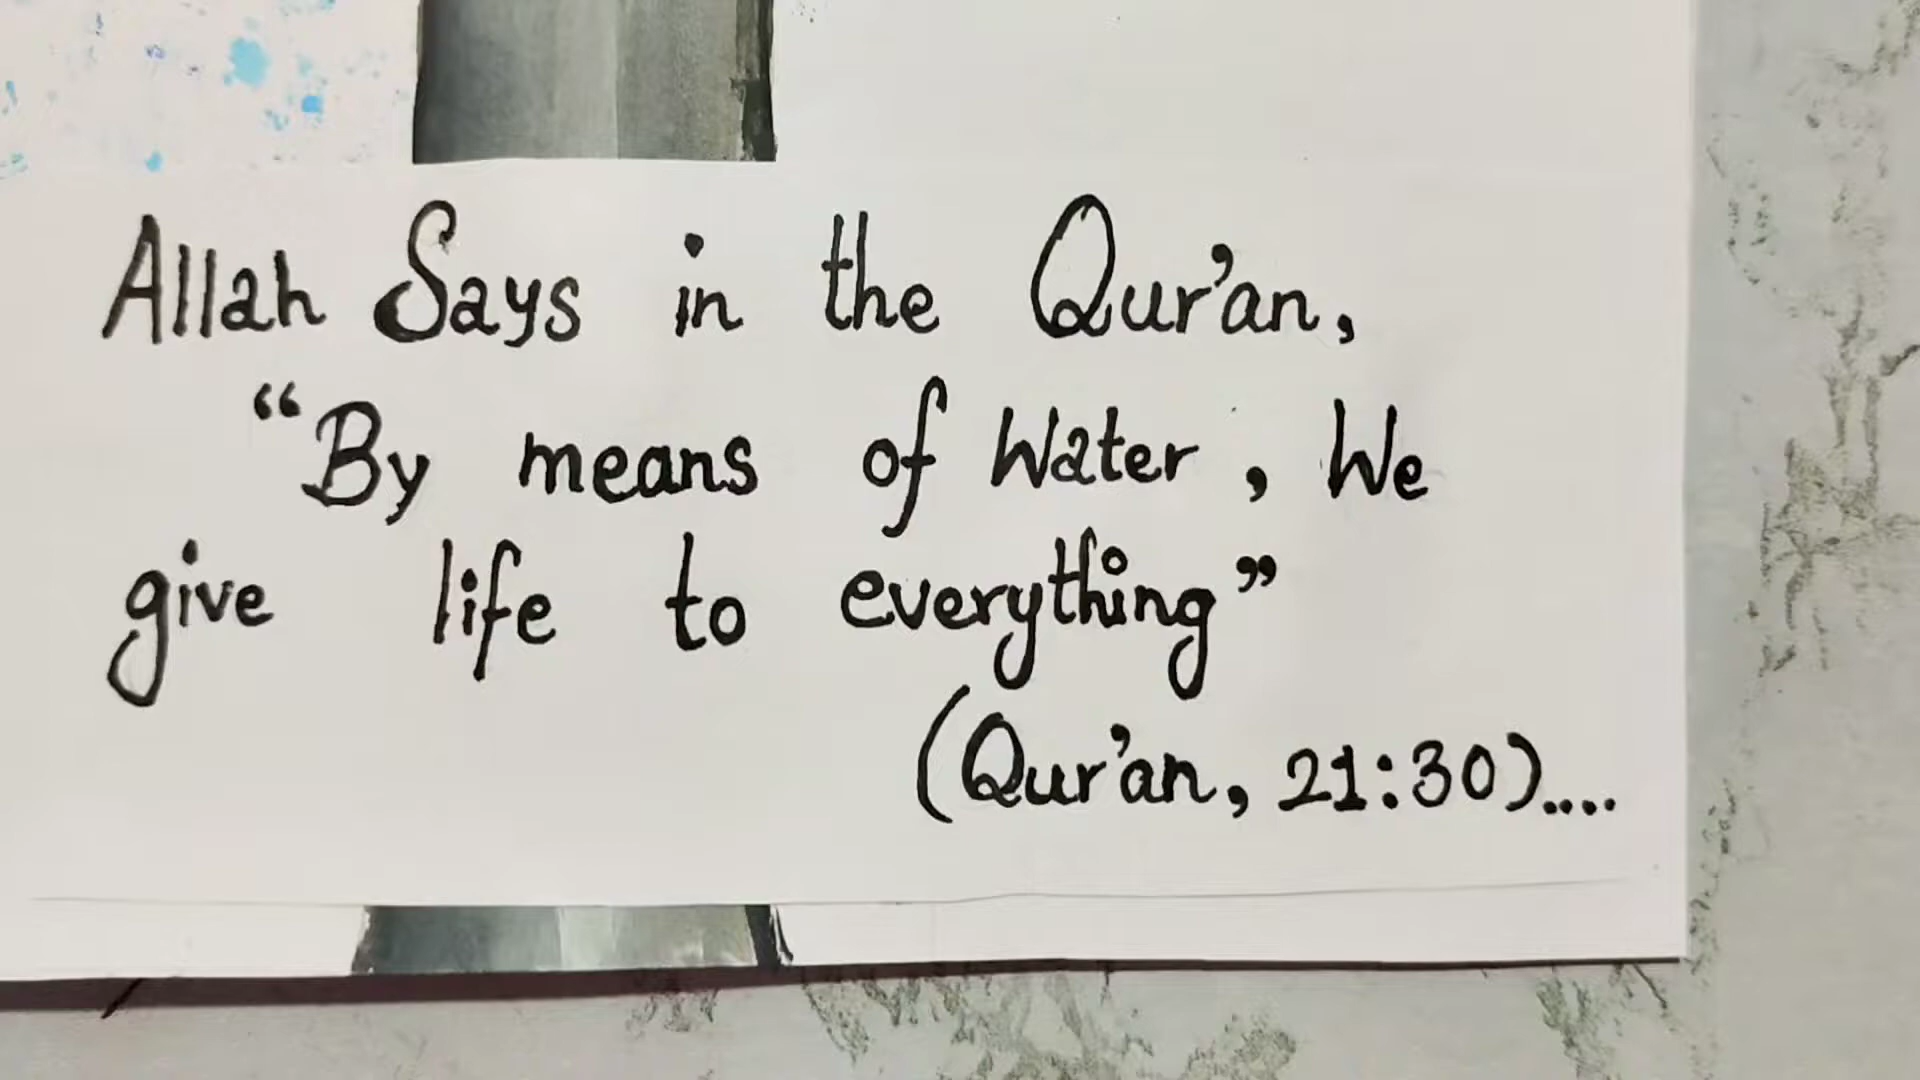 Allah Says in the Qur'an,
“By means of Water, We
give life to everything”
(Qur'an, 21:30)....